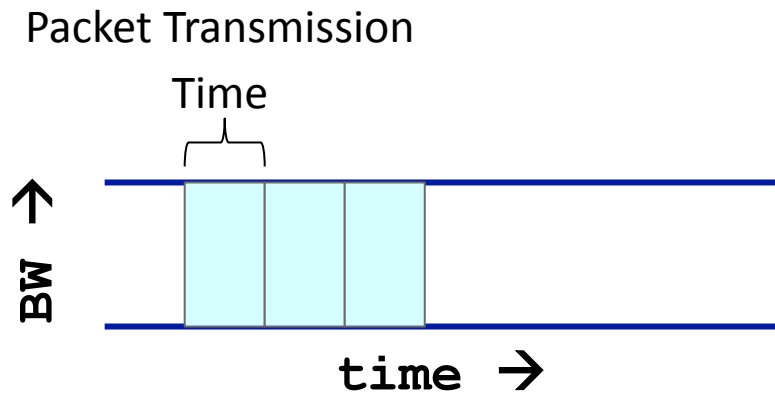 Packet Transmission
Time
BW →
time →